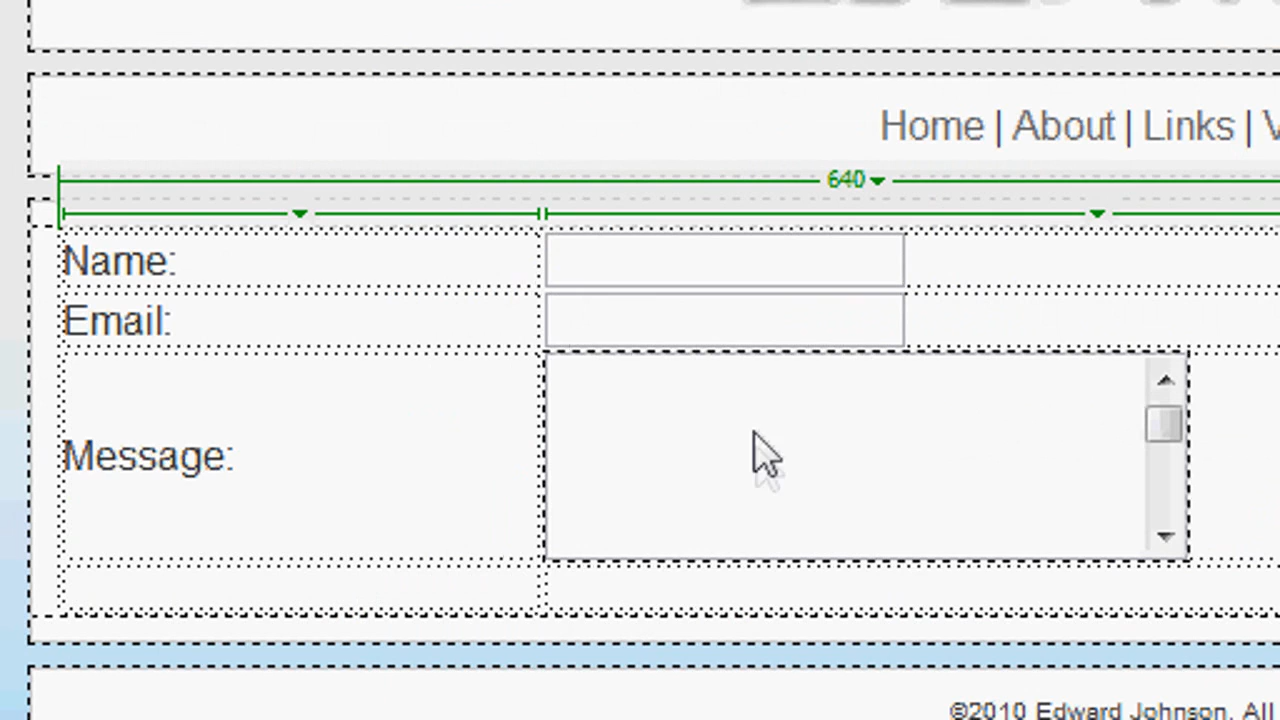 Home | About | Links |
640
Name:
Email:
Message:
©2010 Edward Johnson. All